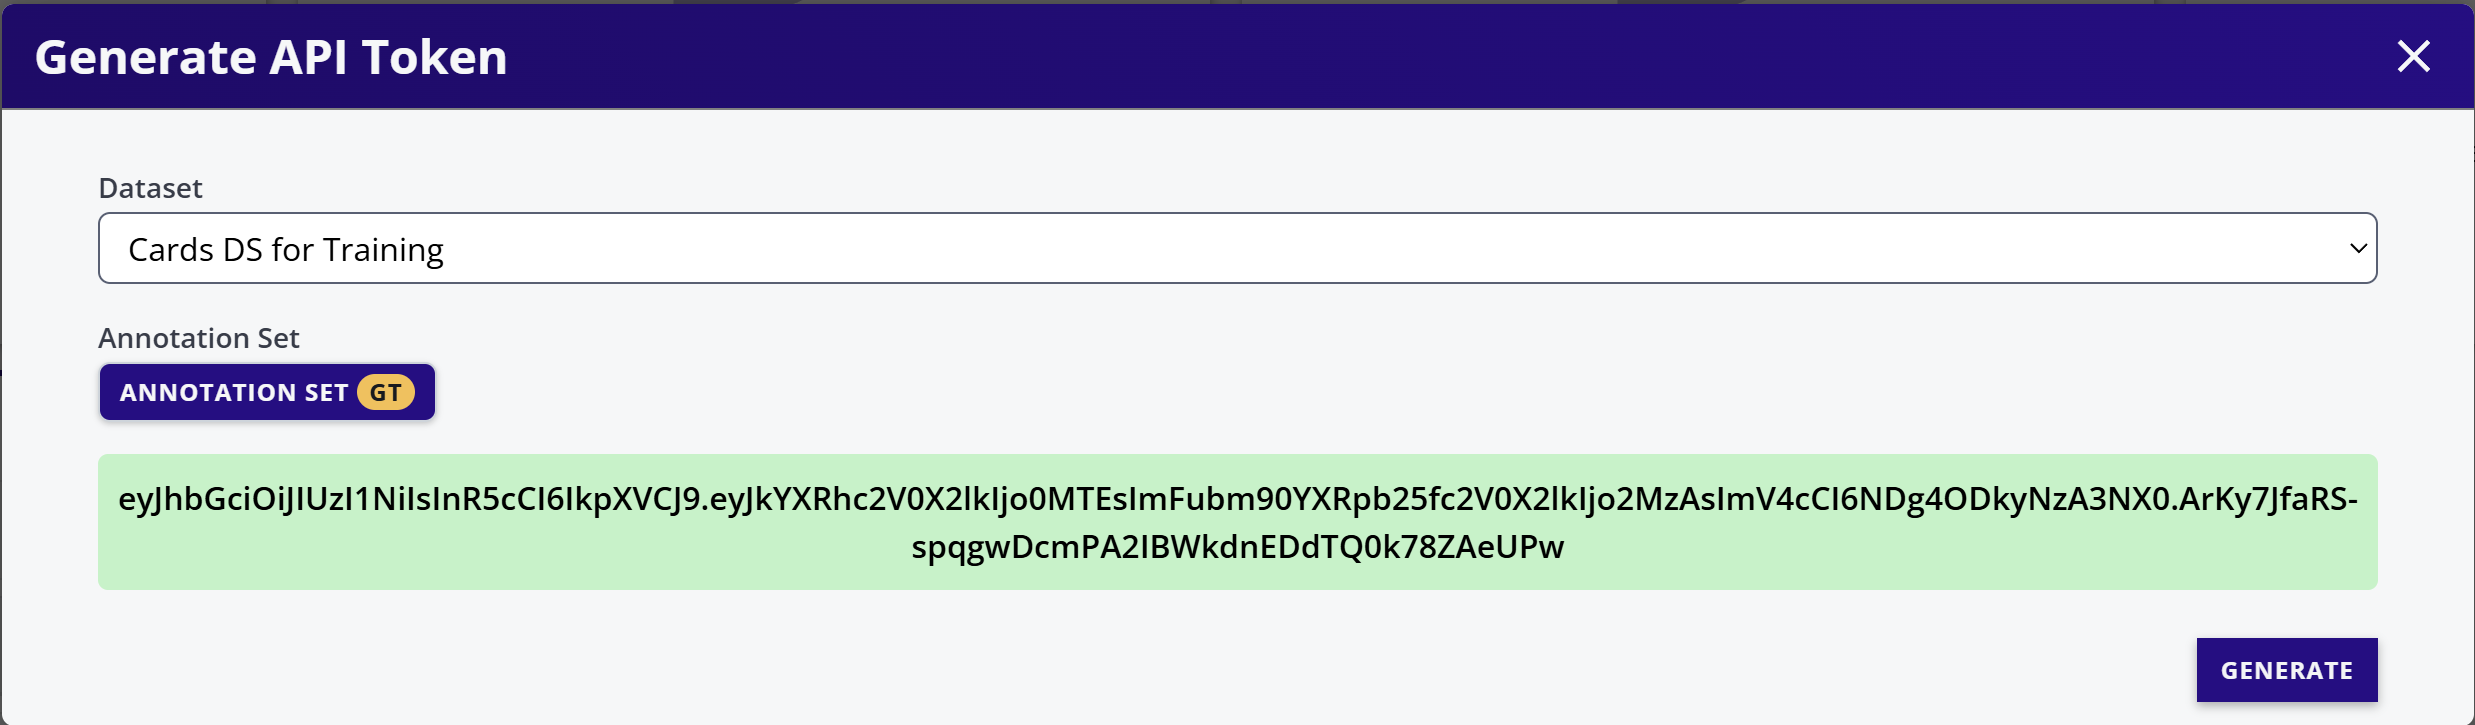 Generate API Token
Dataset
Cards DS for Training
Annotation Set
ANNOTATION SET GT
eyJhbGciOiJIUzI1NiIsInR5cCI6IkpXVCJ9.eyJkYXRhc2V0X2lkIjo0MTEsImFubm90YXRpb25fc2V0X2lkIjo2MzAsImV4cCI6NDg4ODkyNzA3NX0.ArKy7JfaRS-
spqgwDcmPA2IBWkdnEDdTQ0k78ZAeUPw
GENERATE